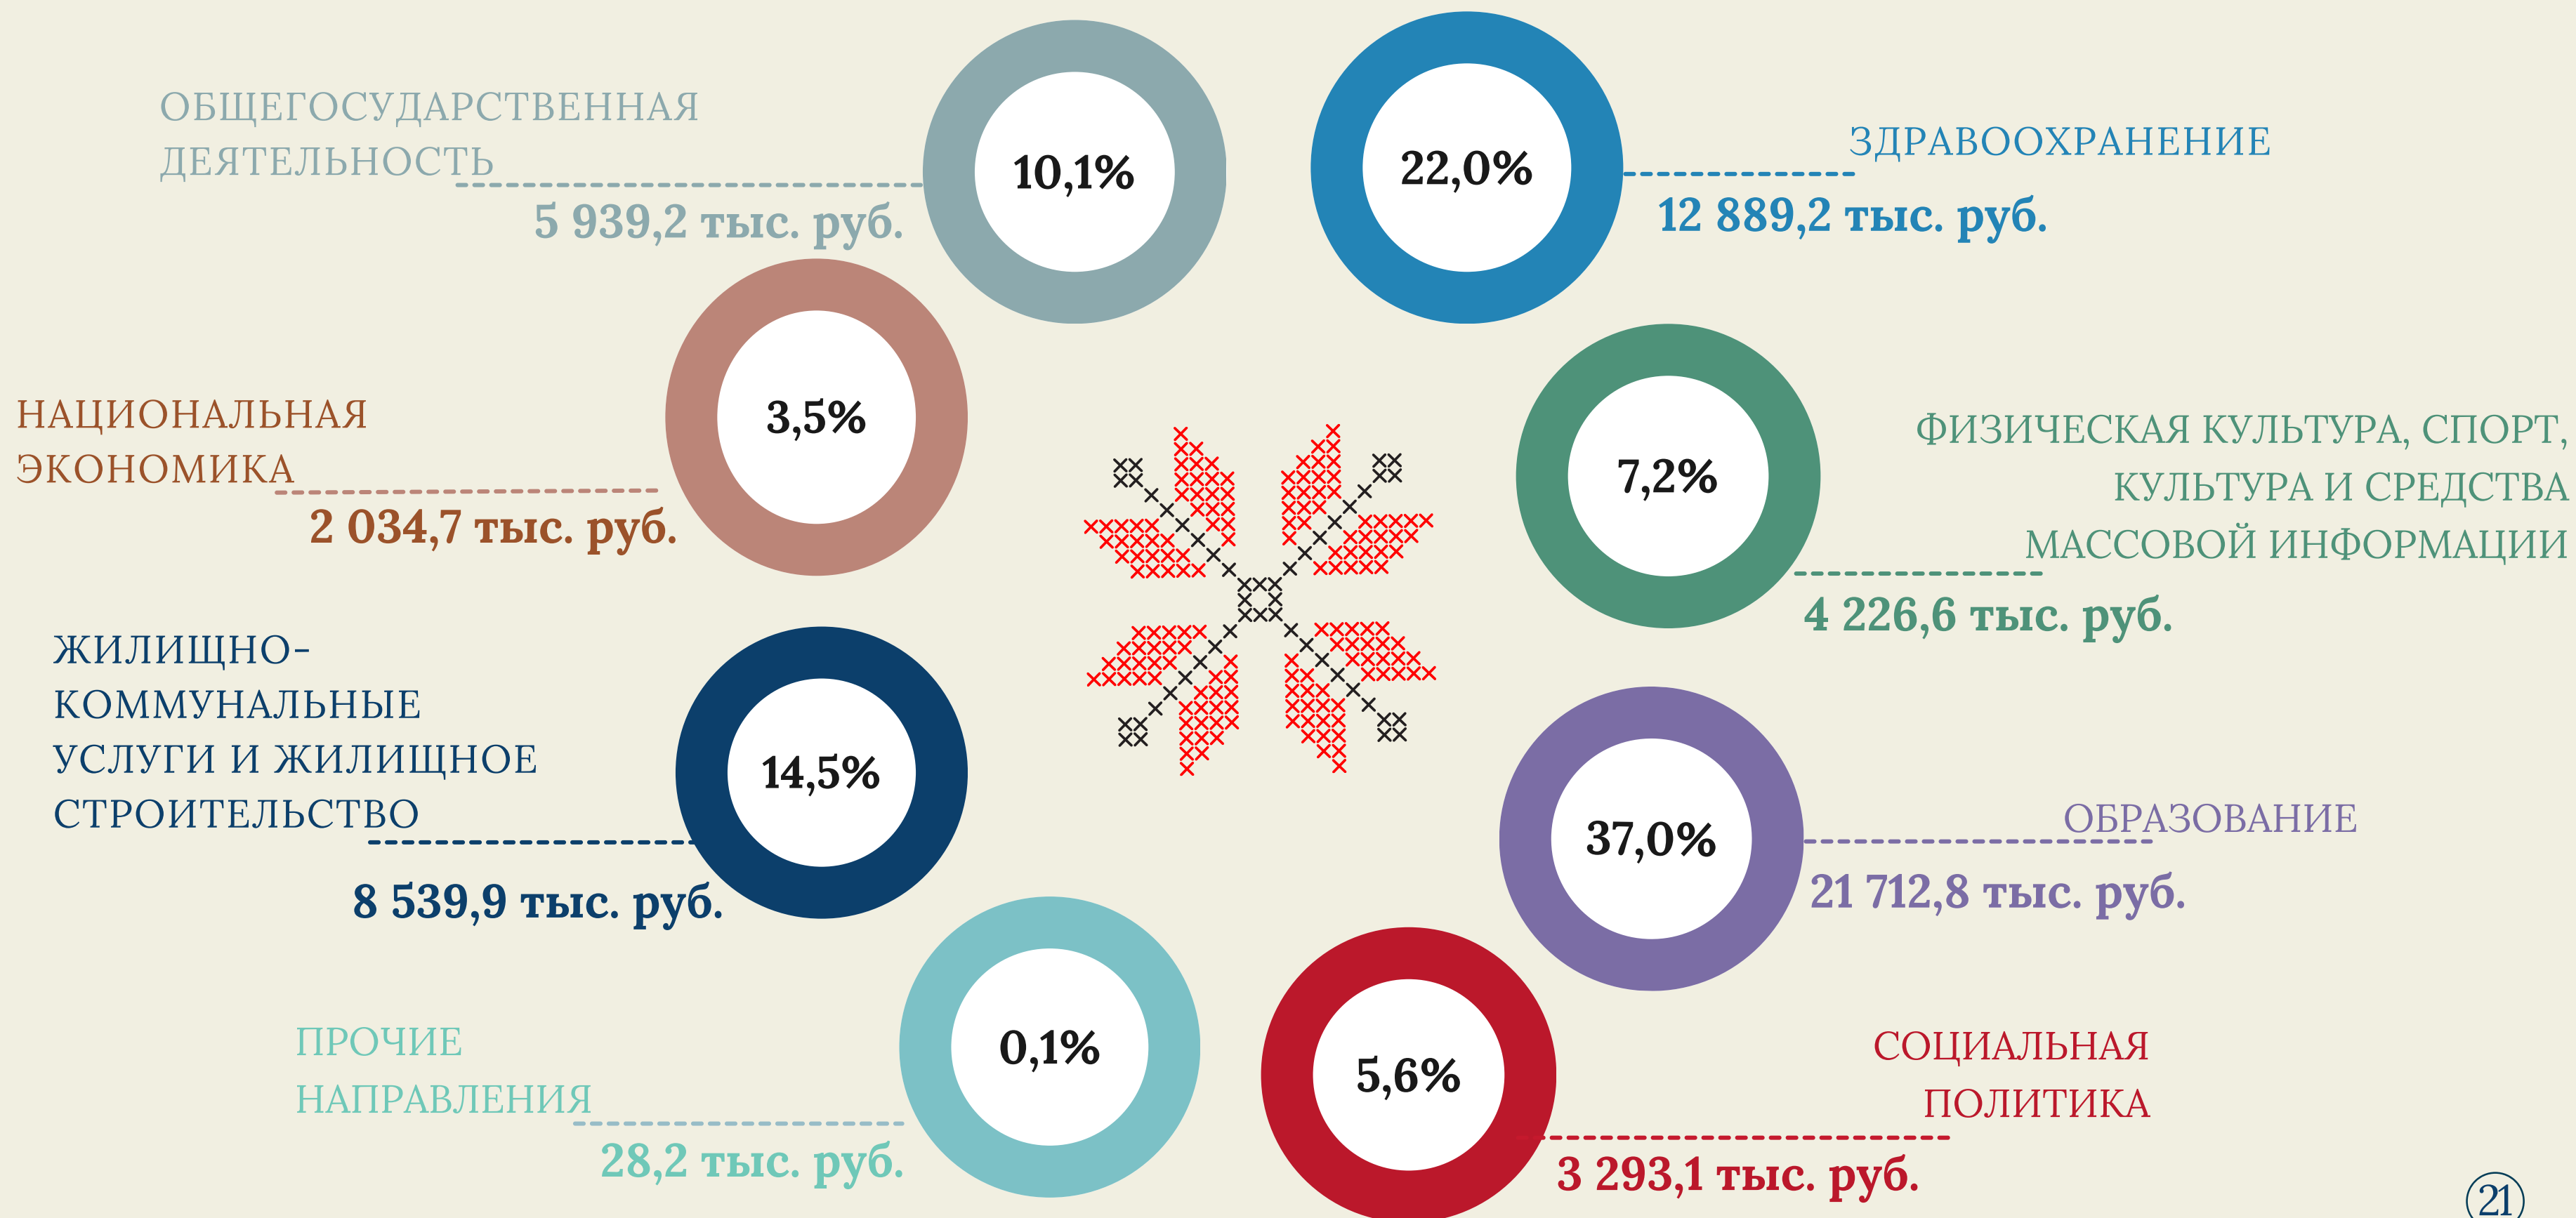 ОБЩЕГОСУДАРСТВЕННАЯ
ДЕЯТЕЛЬНОСТЬ
5 939,2 тыс. руб.
10,1%
22,0%
ЗДРАВООХРАНЕНИЕ
12 889,2 тыс. руб.
НАЦИОНАЛЬНАЯ
ЭКОНОМИКА
2 034,7 тыс. руб.
3,5%
7,2%
ФИЗИЧЕСКАЯ КУЛЬТУРА, СПОРТ,
КУЛЬТУРА И СРЕДСТВА
МАССОВОЙ ИНФОРМАЦИИ
4 226,6 тыс. руб.
ЖИЛИЩНО-
КОММУНАЛЬНЫЕ
УСЛУГИ И ЖИЛИЩНОЕ
СТРОИТЕЛЬСТВО
8 539,9 тыс. руб.
14,5%
37,0%
ОБРАЗОВАНИЕ
21 712,8 тыс. руб.
ПРОЧИЕ
НАПРАВЛЕНИЯ
28,2 тыс. руб.
0,1%
5,6%
СОЦИАЛЬНАЯ
ПОЛИТИКА
3 293,1 тыс. руб.
21